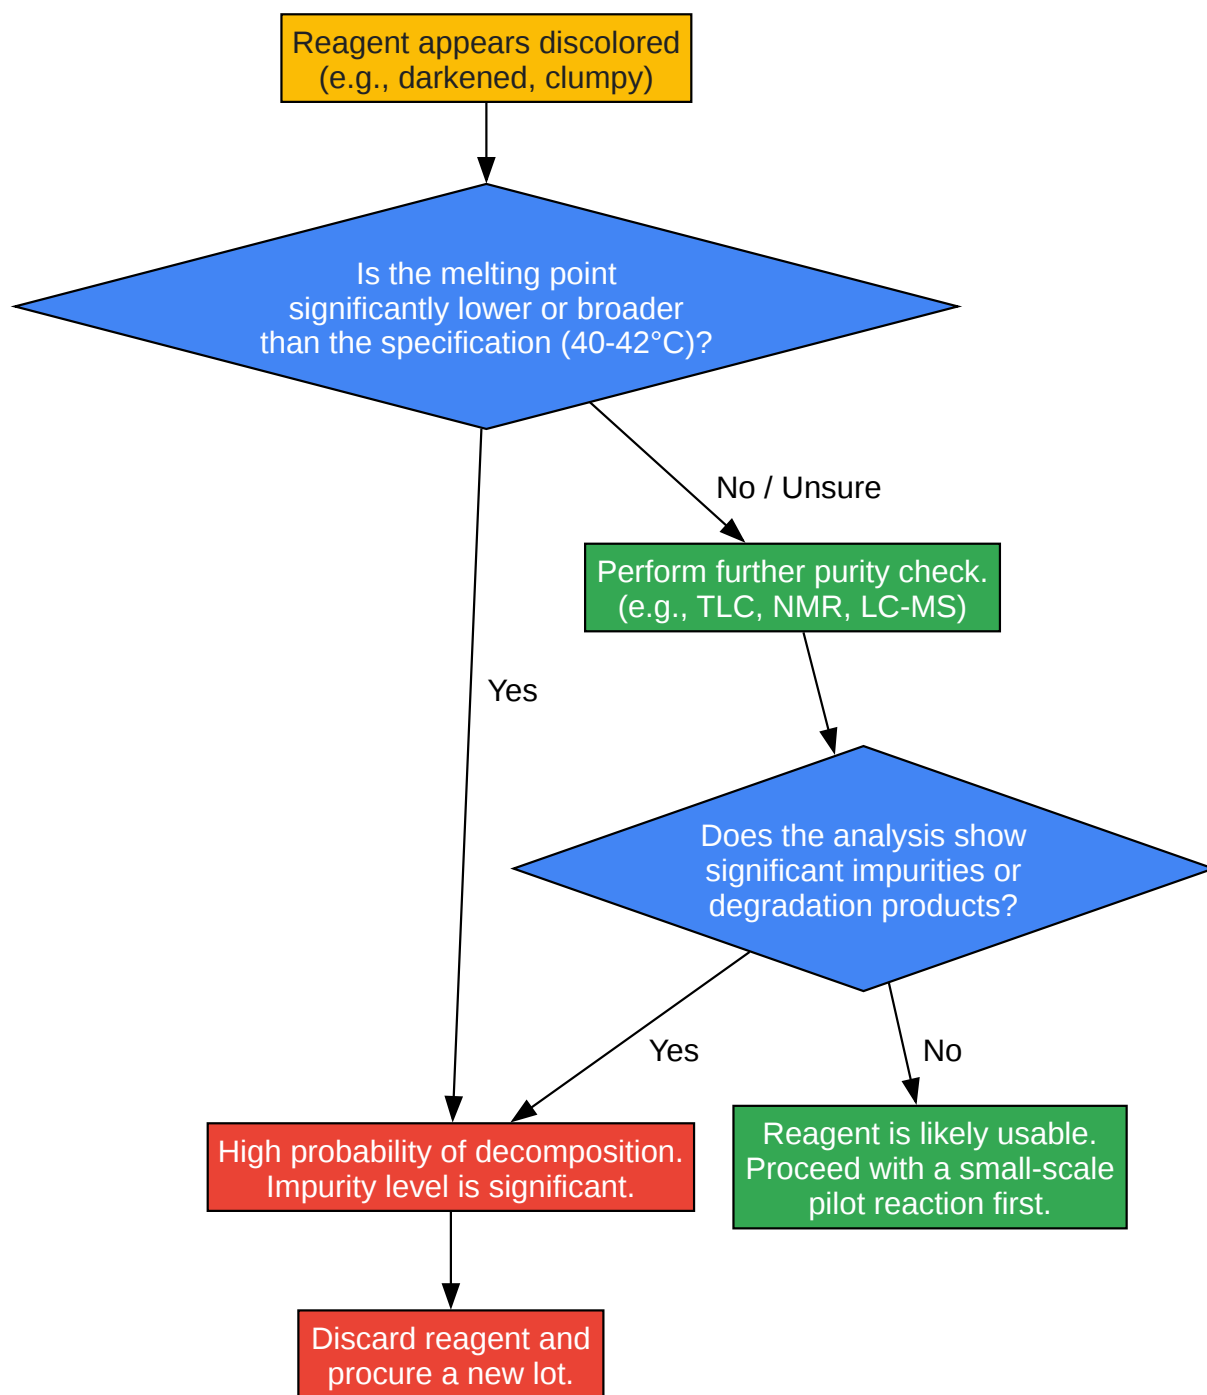 Reagent appears discolored
(e.g., darkened, clumpy)
Is the melting point
significantly lower or broader
than the specification (40-42°C)?
No / Unsure
Perform further purity check.
(e.g., TLC, NMR, LC-MS)
Yes
Does the analysis show
significant impurities or
degradation products?
Yes
No
High probability of decomposition.
Impurity level is significant.
Reagent is likely usable.
Proceed with a small-scale
pilot reaction first.
Discard reagent and
procure a new lot.